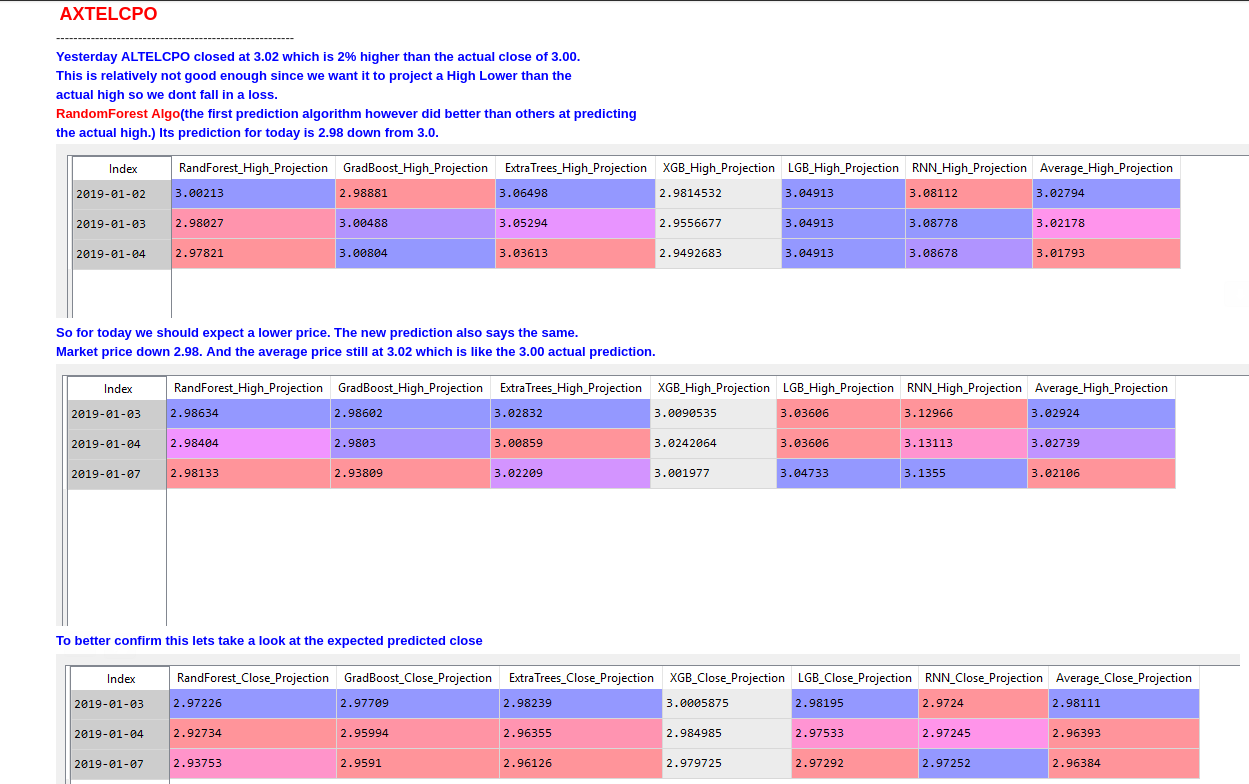 AXTELCPO
-------------------------------------------------------
Yesterday ALTELCPO closed at 3.02 which is 2% higher than the actual close of 3.00.
This is relatively not good enough since we want it to project a High Lower than the
actual high so we dont fall in a loss.
RandomForest Algo(the first prediction algorithm however did better than others at predicting
the actual high.) Its prediction for today is 2.98 down from 3.0.
Index RandForest_High_Projection GradBoost_High_Projection ExtraTrees_High_Projection XGB_High_Projection LGB_High_Projection RNN_High_Projection Average_High_Projection
2019-01-02 3.00213 2.98881 3.06498 2.9814532 3.04913 3.08112 3.02794
2019-01-03 2.98027 3.00488 3.05294 2.9556677 3.04913 3.08778 3.02178
2019-01-04 2.97821 3.00804 3.03613 2.9492683 3.04913 3.08678 3.01793
So for today we should expect a lower price. The new prediction also says the same.
Market price down 2.98. And the average price still at 3.02 which is like the 3.00 actual prediction.
Index RandForest_High_Projection GradBoost_High_Projection ExtraTrees_High_Projection XGB_High_Projection LGB_High_Projection RNN_High_Projection Average_High_Projection
2019-01-03 2.98634 2.98602 3.02832 3.0090535 3.03606 3.12966 3.02924
2019-01-04 2.98404 2.9803 3.00859 3.0242064 3.03606 3.13113 3.02739
2019-01-07 2.98133 2.93809 3.02209 3.001977 3.04733 3.1355 3.02106
To better confirm this lets take a look at the expected predicted close
Index RandForest_Close_Projection GradBoost_Close_Projection ExtraTrees_Close_Projection XGB_Close_Projection LGB_Close_Projection RNN_Close_Projection Average_Close_Projection
2019-01-03 2.97226 2.97709 2.98239 3.0005875 2.98195 2.9724 2.98111
2019-01-04 2.92734 2.95994 2.96355 2.984985 2.97533 2.97245 2.96393
2019-01-07 2.93753 2.9591 2.96126 2.979725 2.97292 2.97252 2.96384